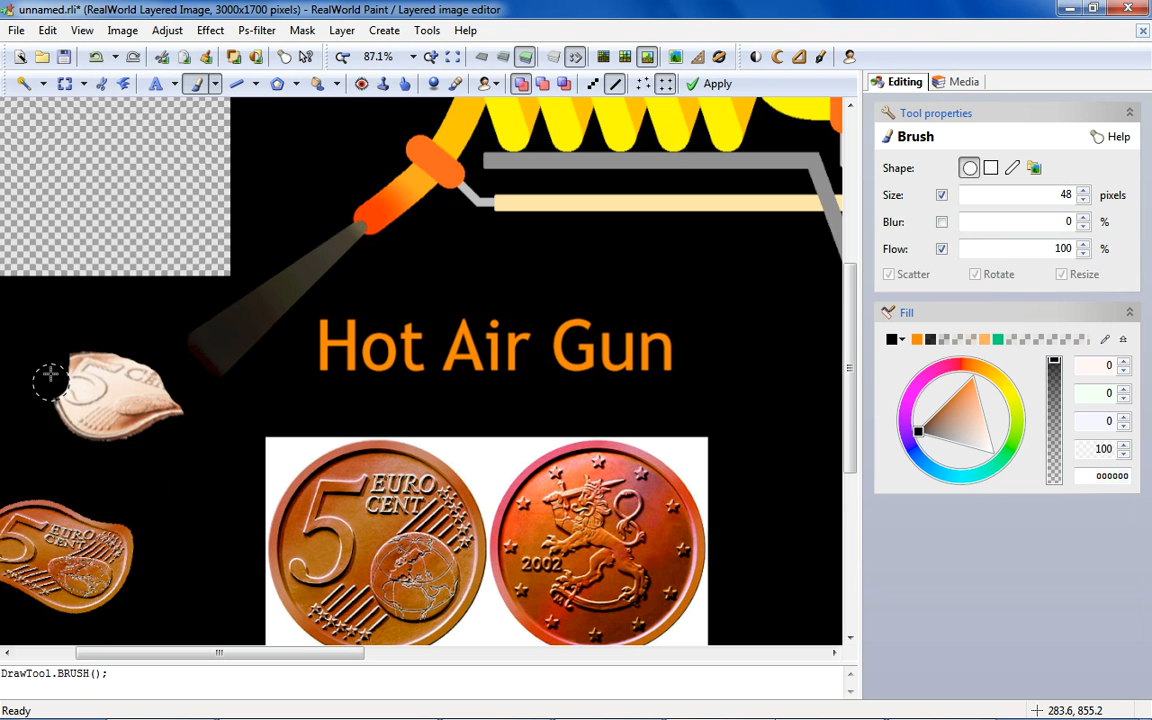 unnamed.rli* (RealWorld Layered Image, 3000x1700 pixels) - RealWorld Paint / Layered image editor
File Edit View Image Adjust Effect Ps-filter Mask Layer Create Tools Help
87.1%
Apply
Editing
Media
Tool properties
Brush
Help
Shape:
Size: 48 pixels
Blur: 0 %
Flow: 100 %
Scatter Rotate Resize
Fill
0
0
0
100
000000
Hot Air Gun
5 EURO
CENT
2002
5 EURO
CENT
DrawTool.BRUSH();
Ready
283.6, 855.2